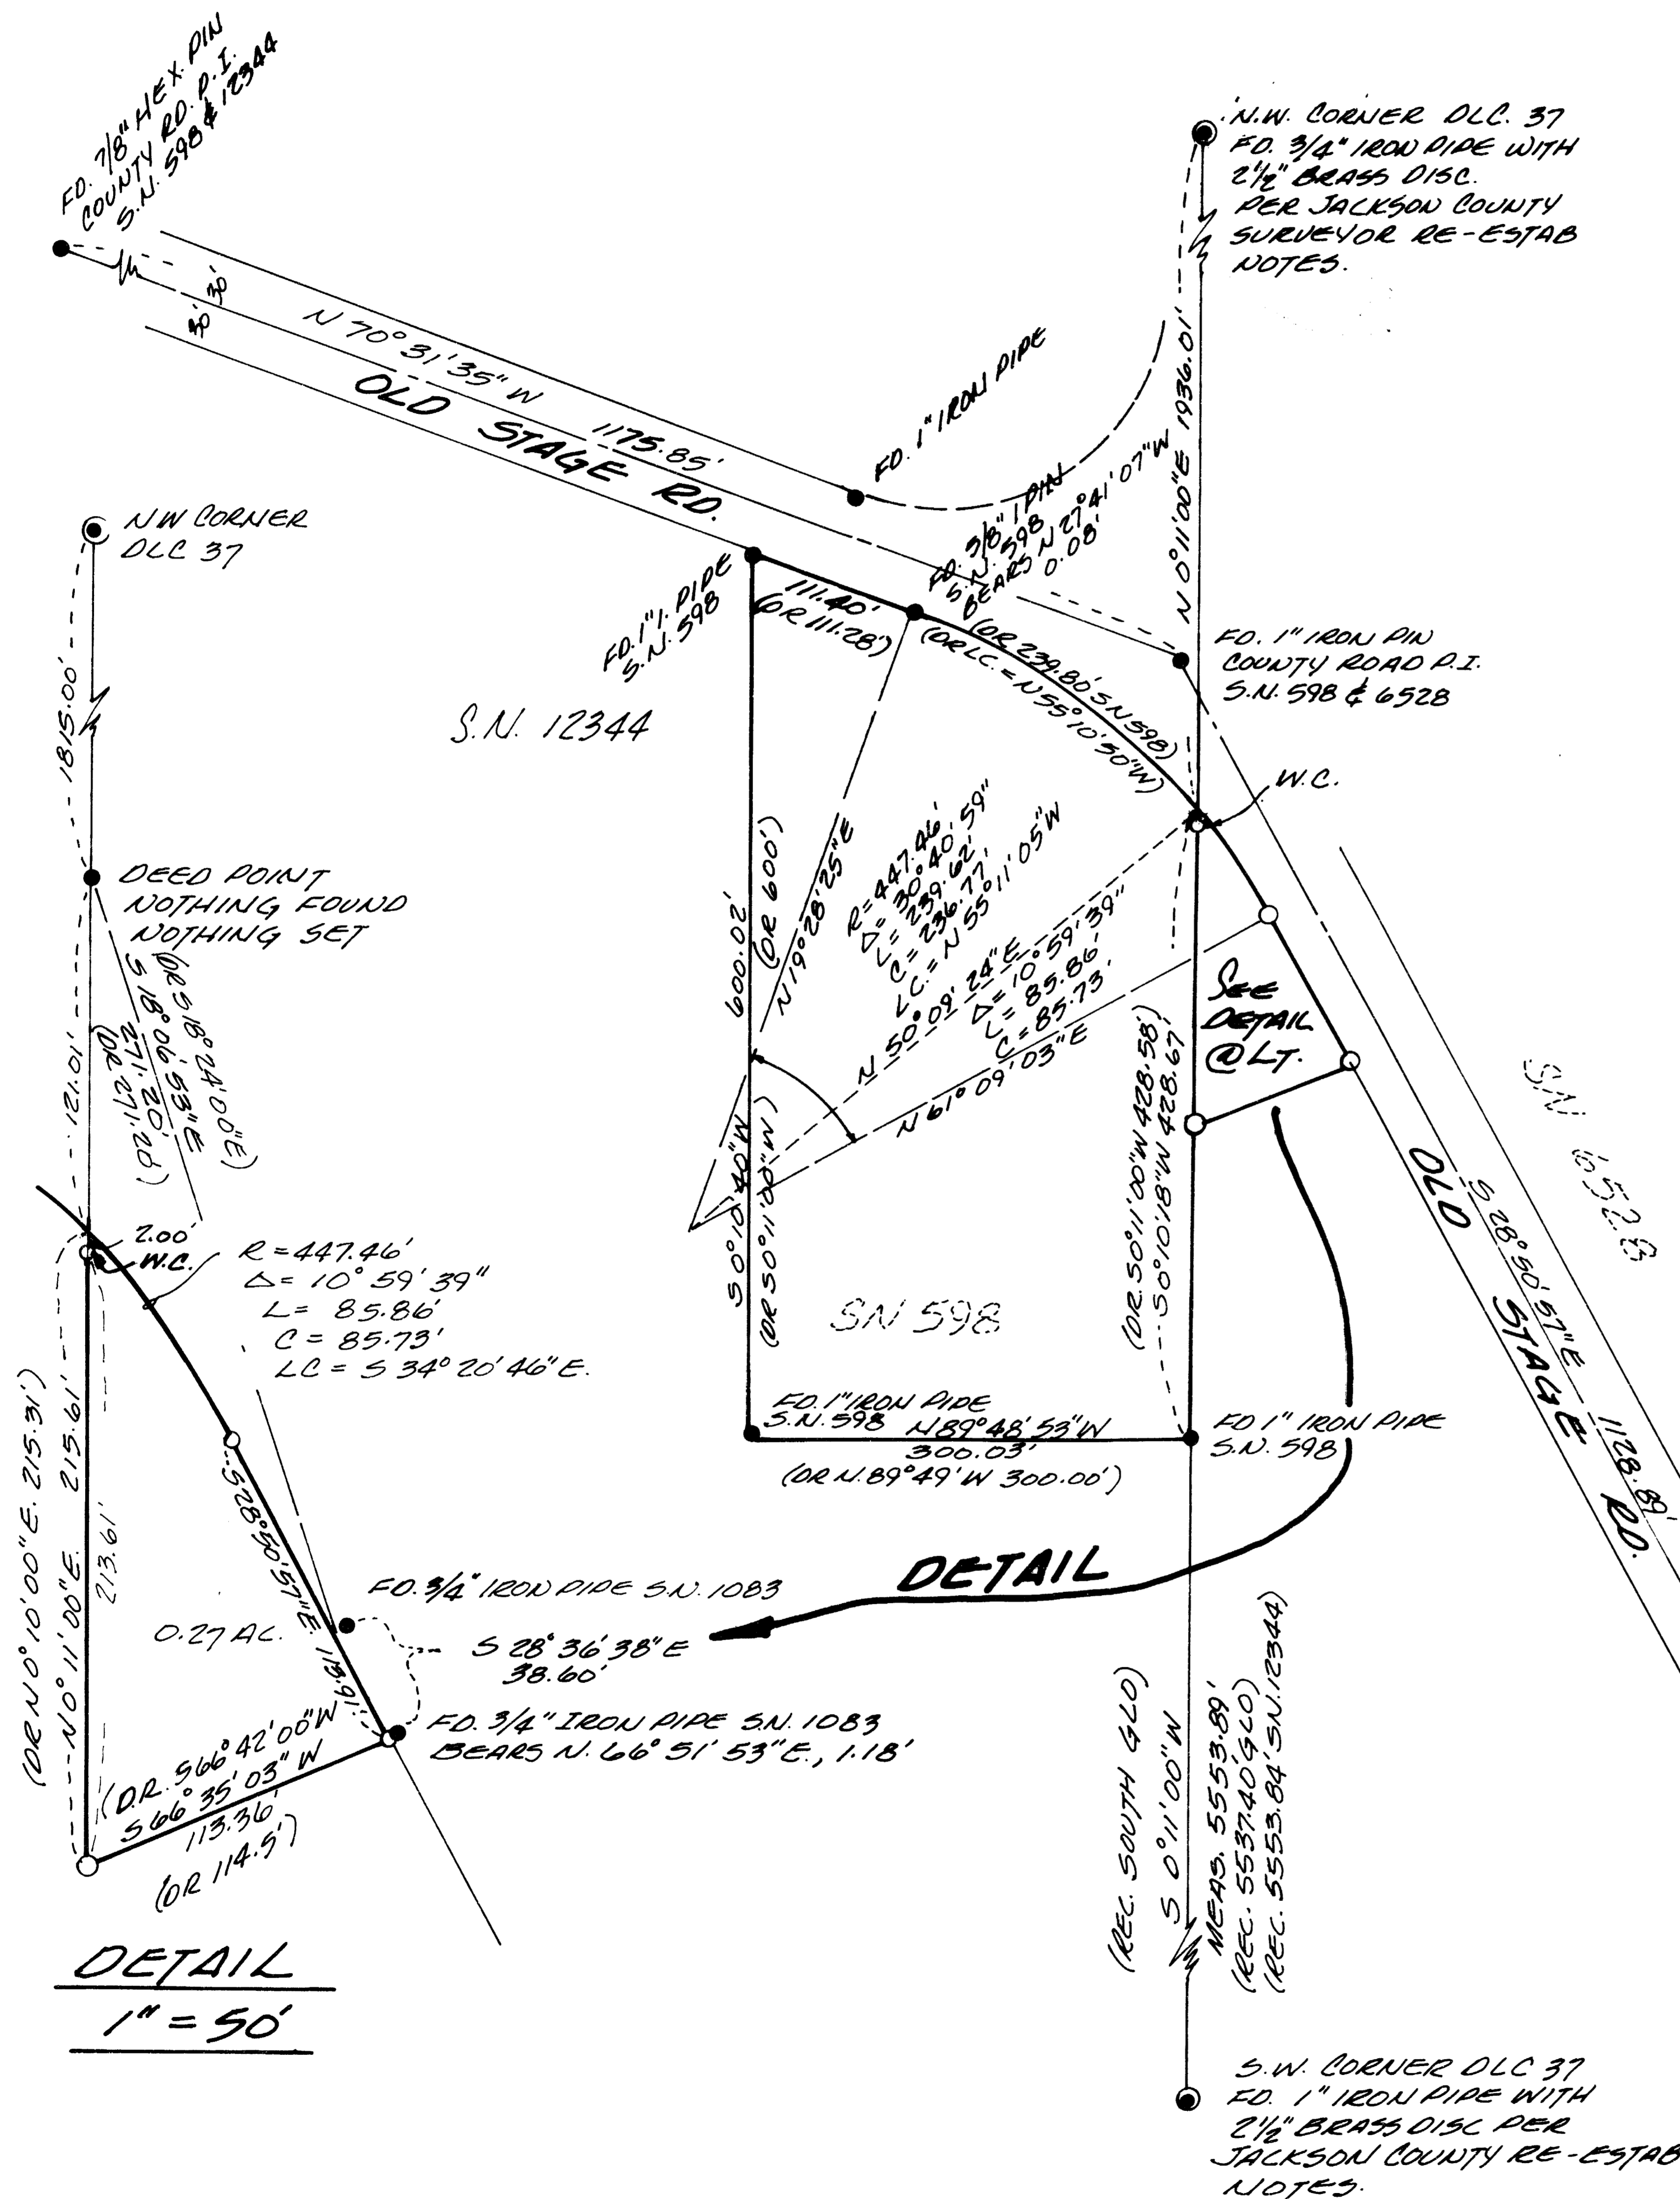 FD. 7/8" HEX. PIN
COUNTY RD. P.I.
S.N. 598 & 12344
N.W. CORNER DLC. 37
FD. 3/4" IRON PIPE WITH
2½" BRASS DISC.
PER JACKSON COUNTY
SURVEYOR RE-ESTAB
NOTES.
30' 30'
N 70° 31' 35" W 1175.85'
OLD STAGE RD.
FD. 1" IRON PIPE
N 0° 11' 00" E 1936.01'
FD. 5/8" I PIN
S.N. 598
BEARS N 27° 41' 07" W
0.08'
FD. 1" I. PIPE
S.N. 598
111.40'
(DR 111.28')
(DR 239.80' SN 598)
(DR LC. = N 55° 10' 50" W)
FD. 1" IRON PIN
COUNTY ROAD P.I.
S.N. 598 & 6528
W.C.
NW CORNER
DLC 37
1815.00'
S.N. 12344
DEED POINT
NOTHING FOUND
NOTHING SET
121.01'
(DR S 18° 24' 00" E)
S 18° 06' 53" E
271.20'
(DR 271.26')
600.02'
(DR 600')
N 19° 28' 25" E
R = 447.46'
Δ = 30° 40' 59"
L = 239.62'
C = 236.77'
LC. = N 55° 11' 05" W
N 50° 09' 24" E
Δ = 10° 59' 39"
L = 85.86'
C = 85.73'
N 61° 09' 03" E
SEE
DETAIL
@ LT.
S 0° 10' 40" W
(DR S 0° 11' 00" W)
(DR. S 0° 11' 00" W 428.58')
S 0° 10' 18" W 428.67'
SN 6528
OLD STAGE RD.
S 28° 50' 57" E 1128.89'
2.00'
W.C.
R = 447.46'
Δ = 10° 59' 39"
L = 85.86'
C = 85.73'
LC = S 34° 20' 46" E.
SN 598
FD. 1" IRON PIPE
S.N. 598
N 89° 48' 53" W
300.03'
(DR N. 89° 49' W 300.00')
FD 1" IRON PIPE
S.N. 598
(DR N 0° 10' 00" E. 215.31')
N 0° 11' 00" E. 215.61'
213.61'
S 28° 50' 57" E
0.27 AC.
FD. 3/4" IRON PIPE S.N. 1083
S 28° 36' 38" E
38.60'
DETAIL
FD. 3/4" IRON PIPE S.N. 1083
BEARS N. 66° 51' 53" E., 1.18'
(D.R. S 66° 42' 00" W
S 66° 35' 03" W
113.36'
(DR 114.5')
DETAIL
1" = 50'
(REC. SOUTH GLO)
S 0° 11' 00" W
MEAS. 5553.89'
(REC. 5537.40' GLO)
(REC. 5553.84' SN. 12344)
S.W. CORNER DLC 37
FD. 1" IRON PIPE WITH
2½" BRASS DISC PER
JACKSON COUNTY RE-ESTAB
NOTES.